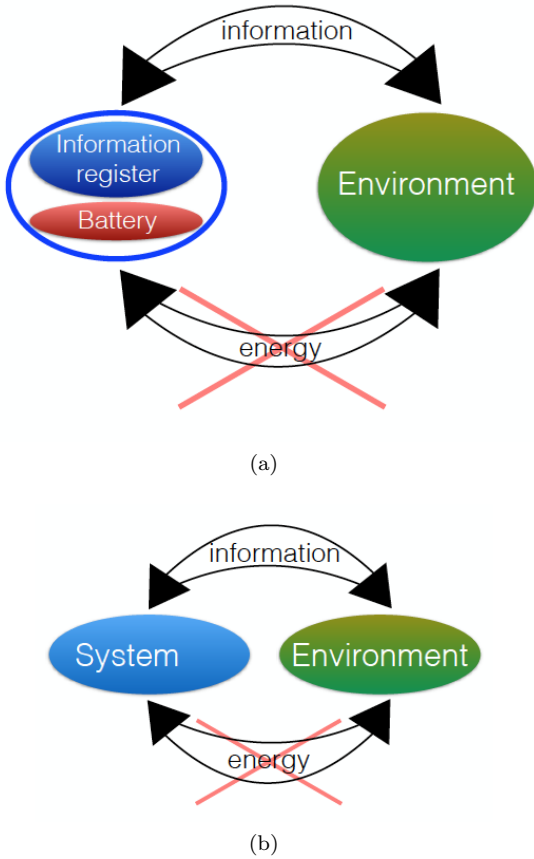 information
Information
register
Battery
Environment
energy
(a)
information
System
Environment
energy
(b)